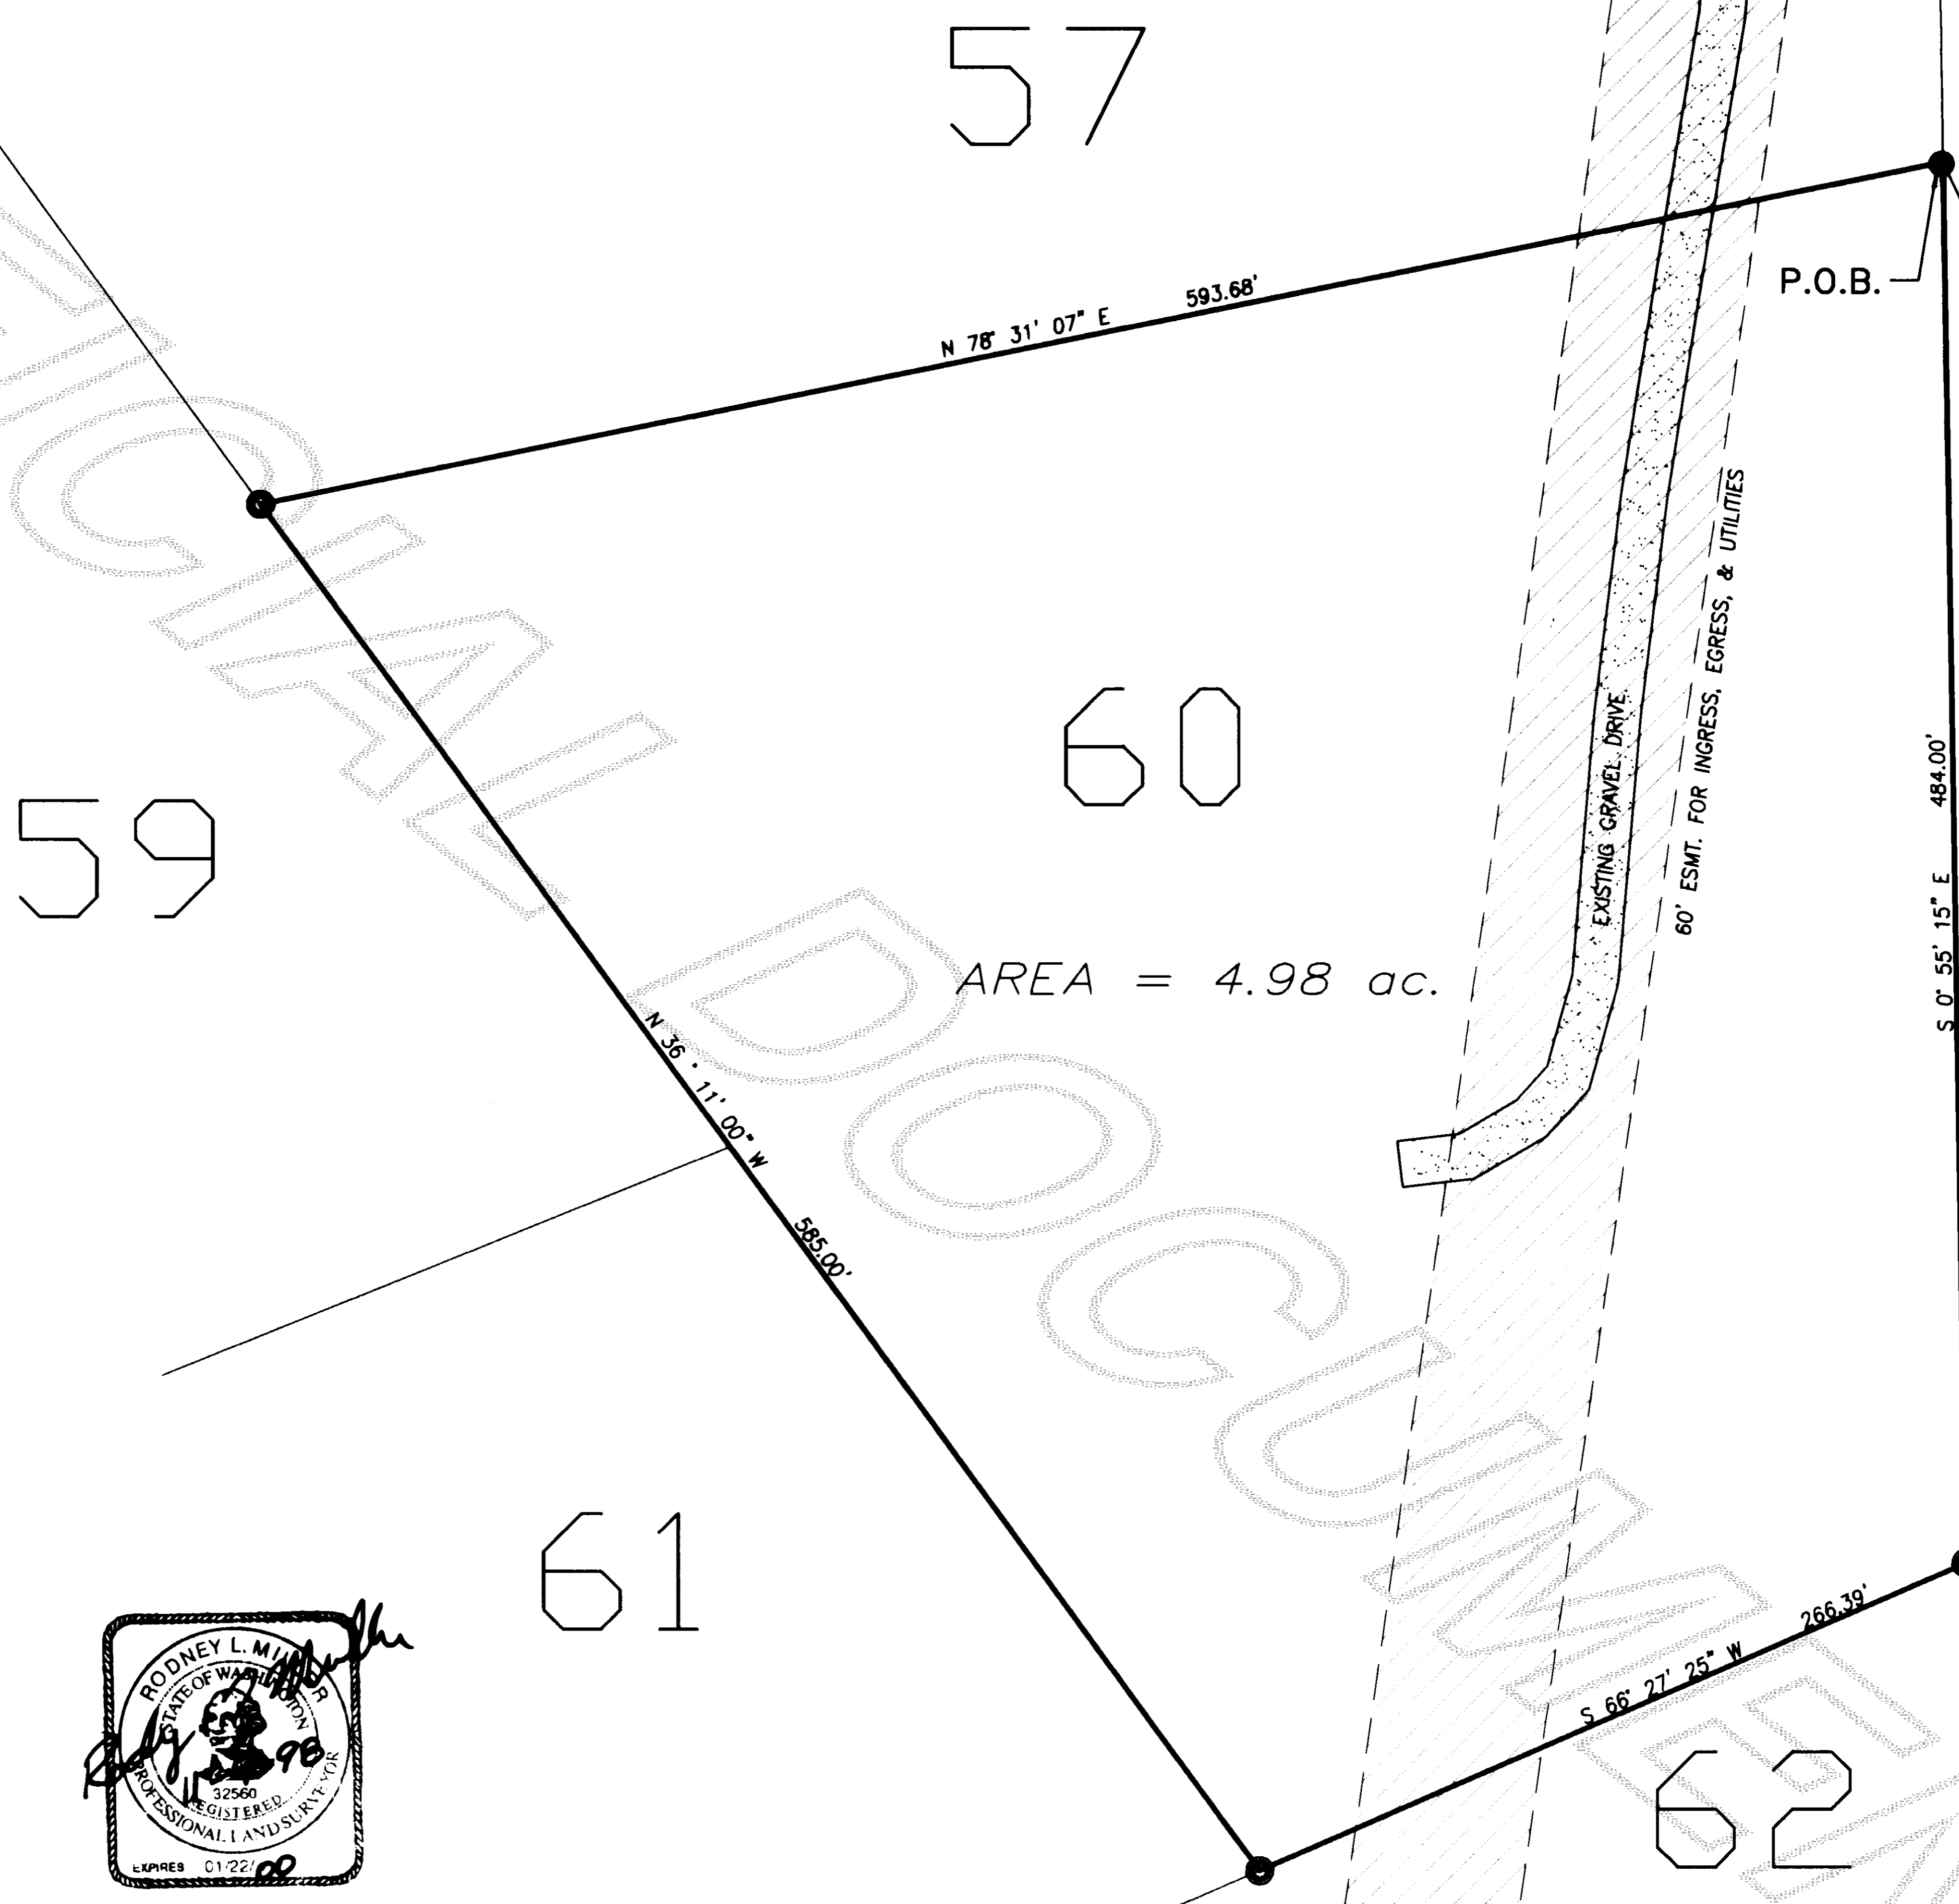 57
P.O.B.
N 78° 31' 07" E 593.68'
60
59
EXISTING GRAVEL DRIVE
60' ESMT. FOR INGRESS, EGRESS, & UTILITIES
S 0° 55' 15" E 484.00'
AREA = 4.98 ac.
N 36° 11' 00" W 585.00'
61
S 66° 27' 25" W 266.39'
62
RODNEY L.
STATE OF WASHINGTON
32560
REGISTERED
PROFESSIONAL LAND SURVEYOR
EXPIRES 01/22/00
ICIAL DOCUMEN